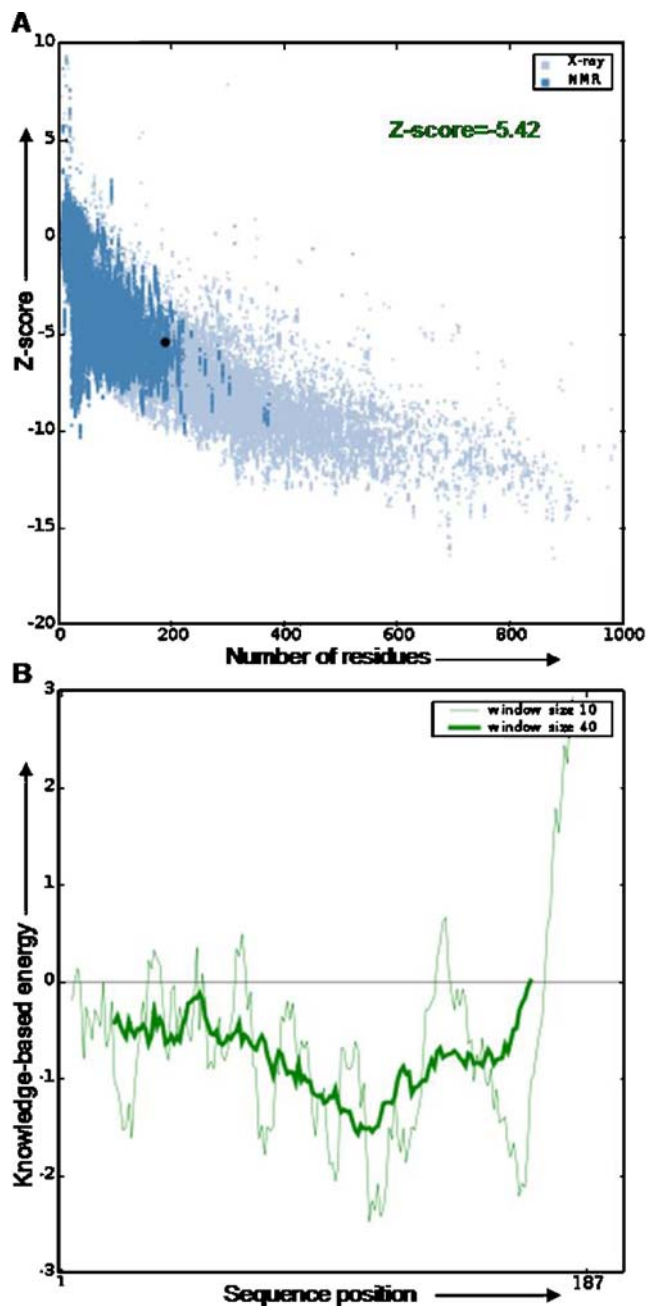 A
10
5
0
-5
-10
-15
-20
Z-score
X-ray
NMR
Z-score=-5.42
0 200 400 600 800 1000
Number of residues
B
3
2
1
0
-1
-2
-3
Knowledge-based energy
window size 10
window size 40
1 187
Sequence position